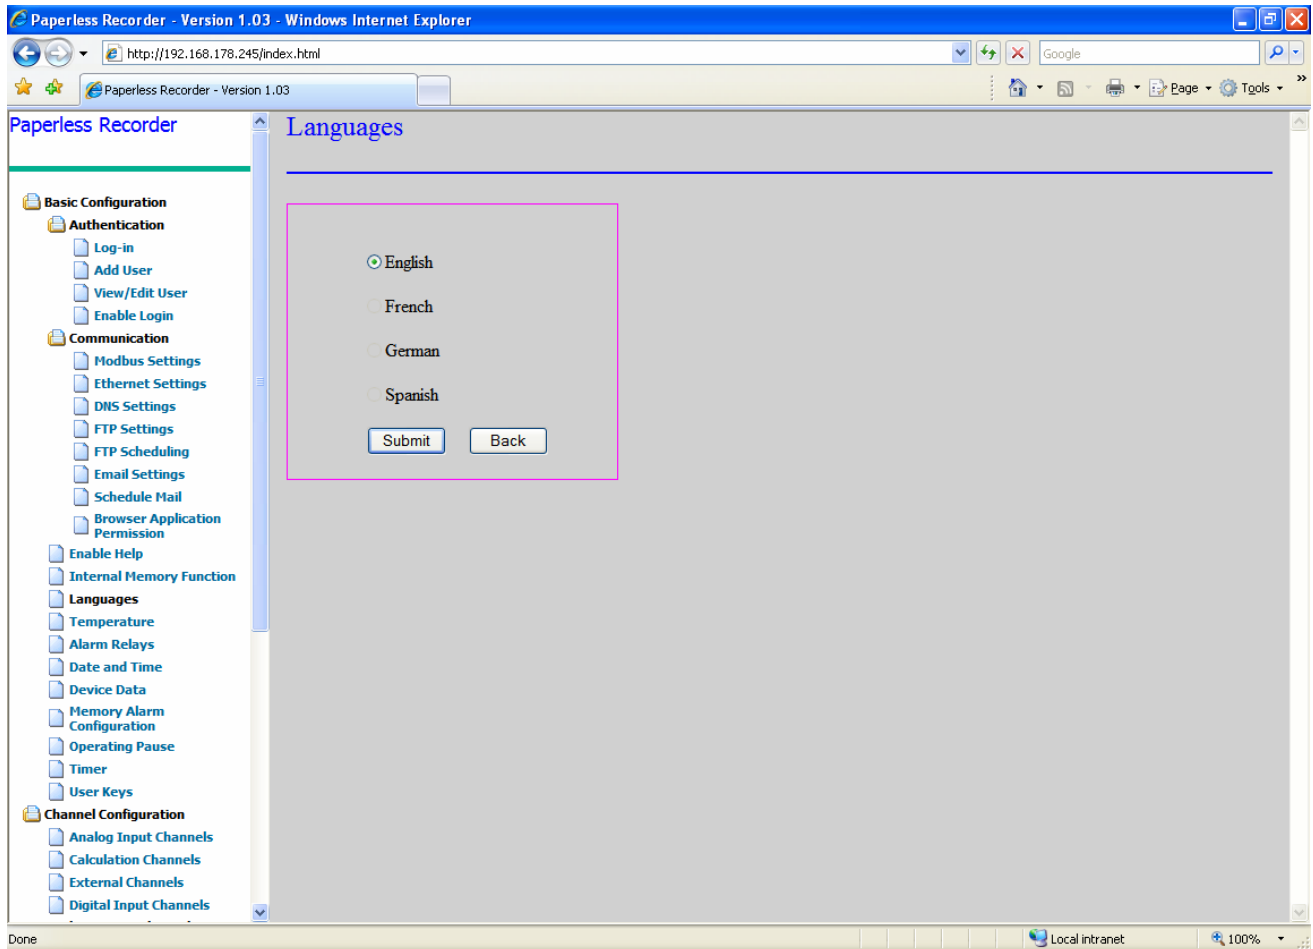 Paperless Recorder - Version 1.03 - Windows Internet Explorer
http://192.168.178.245/index.html
Google
Paperless Recorder - Version 1.03
Page
Tools
»
Paperless Recorder
Basic Configuration
Authentication
Log-in
Add User
View/Edit User
Enable Login
Communication
Modbus Settings
Ethernet Settings
DNS Settings
FTP Settings
FTP Scheduling
Email Settings
Schedule Mail
Browser Application
Permission
Enable Help
Internal Memory Function
Languages
Temperature
Alarm Relays
Date and Time
Device Data
Memory Alarm
Configuration
Operating Pause
Timer
User Keys
Channel Configuration
Analog Input Channels
Calculation Channels
External Channels
Digital Input Channels
Languages
English
French
German
Spanish
Submit Back
Done
Local intranet
100%